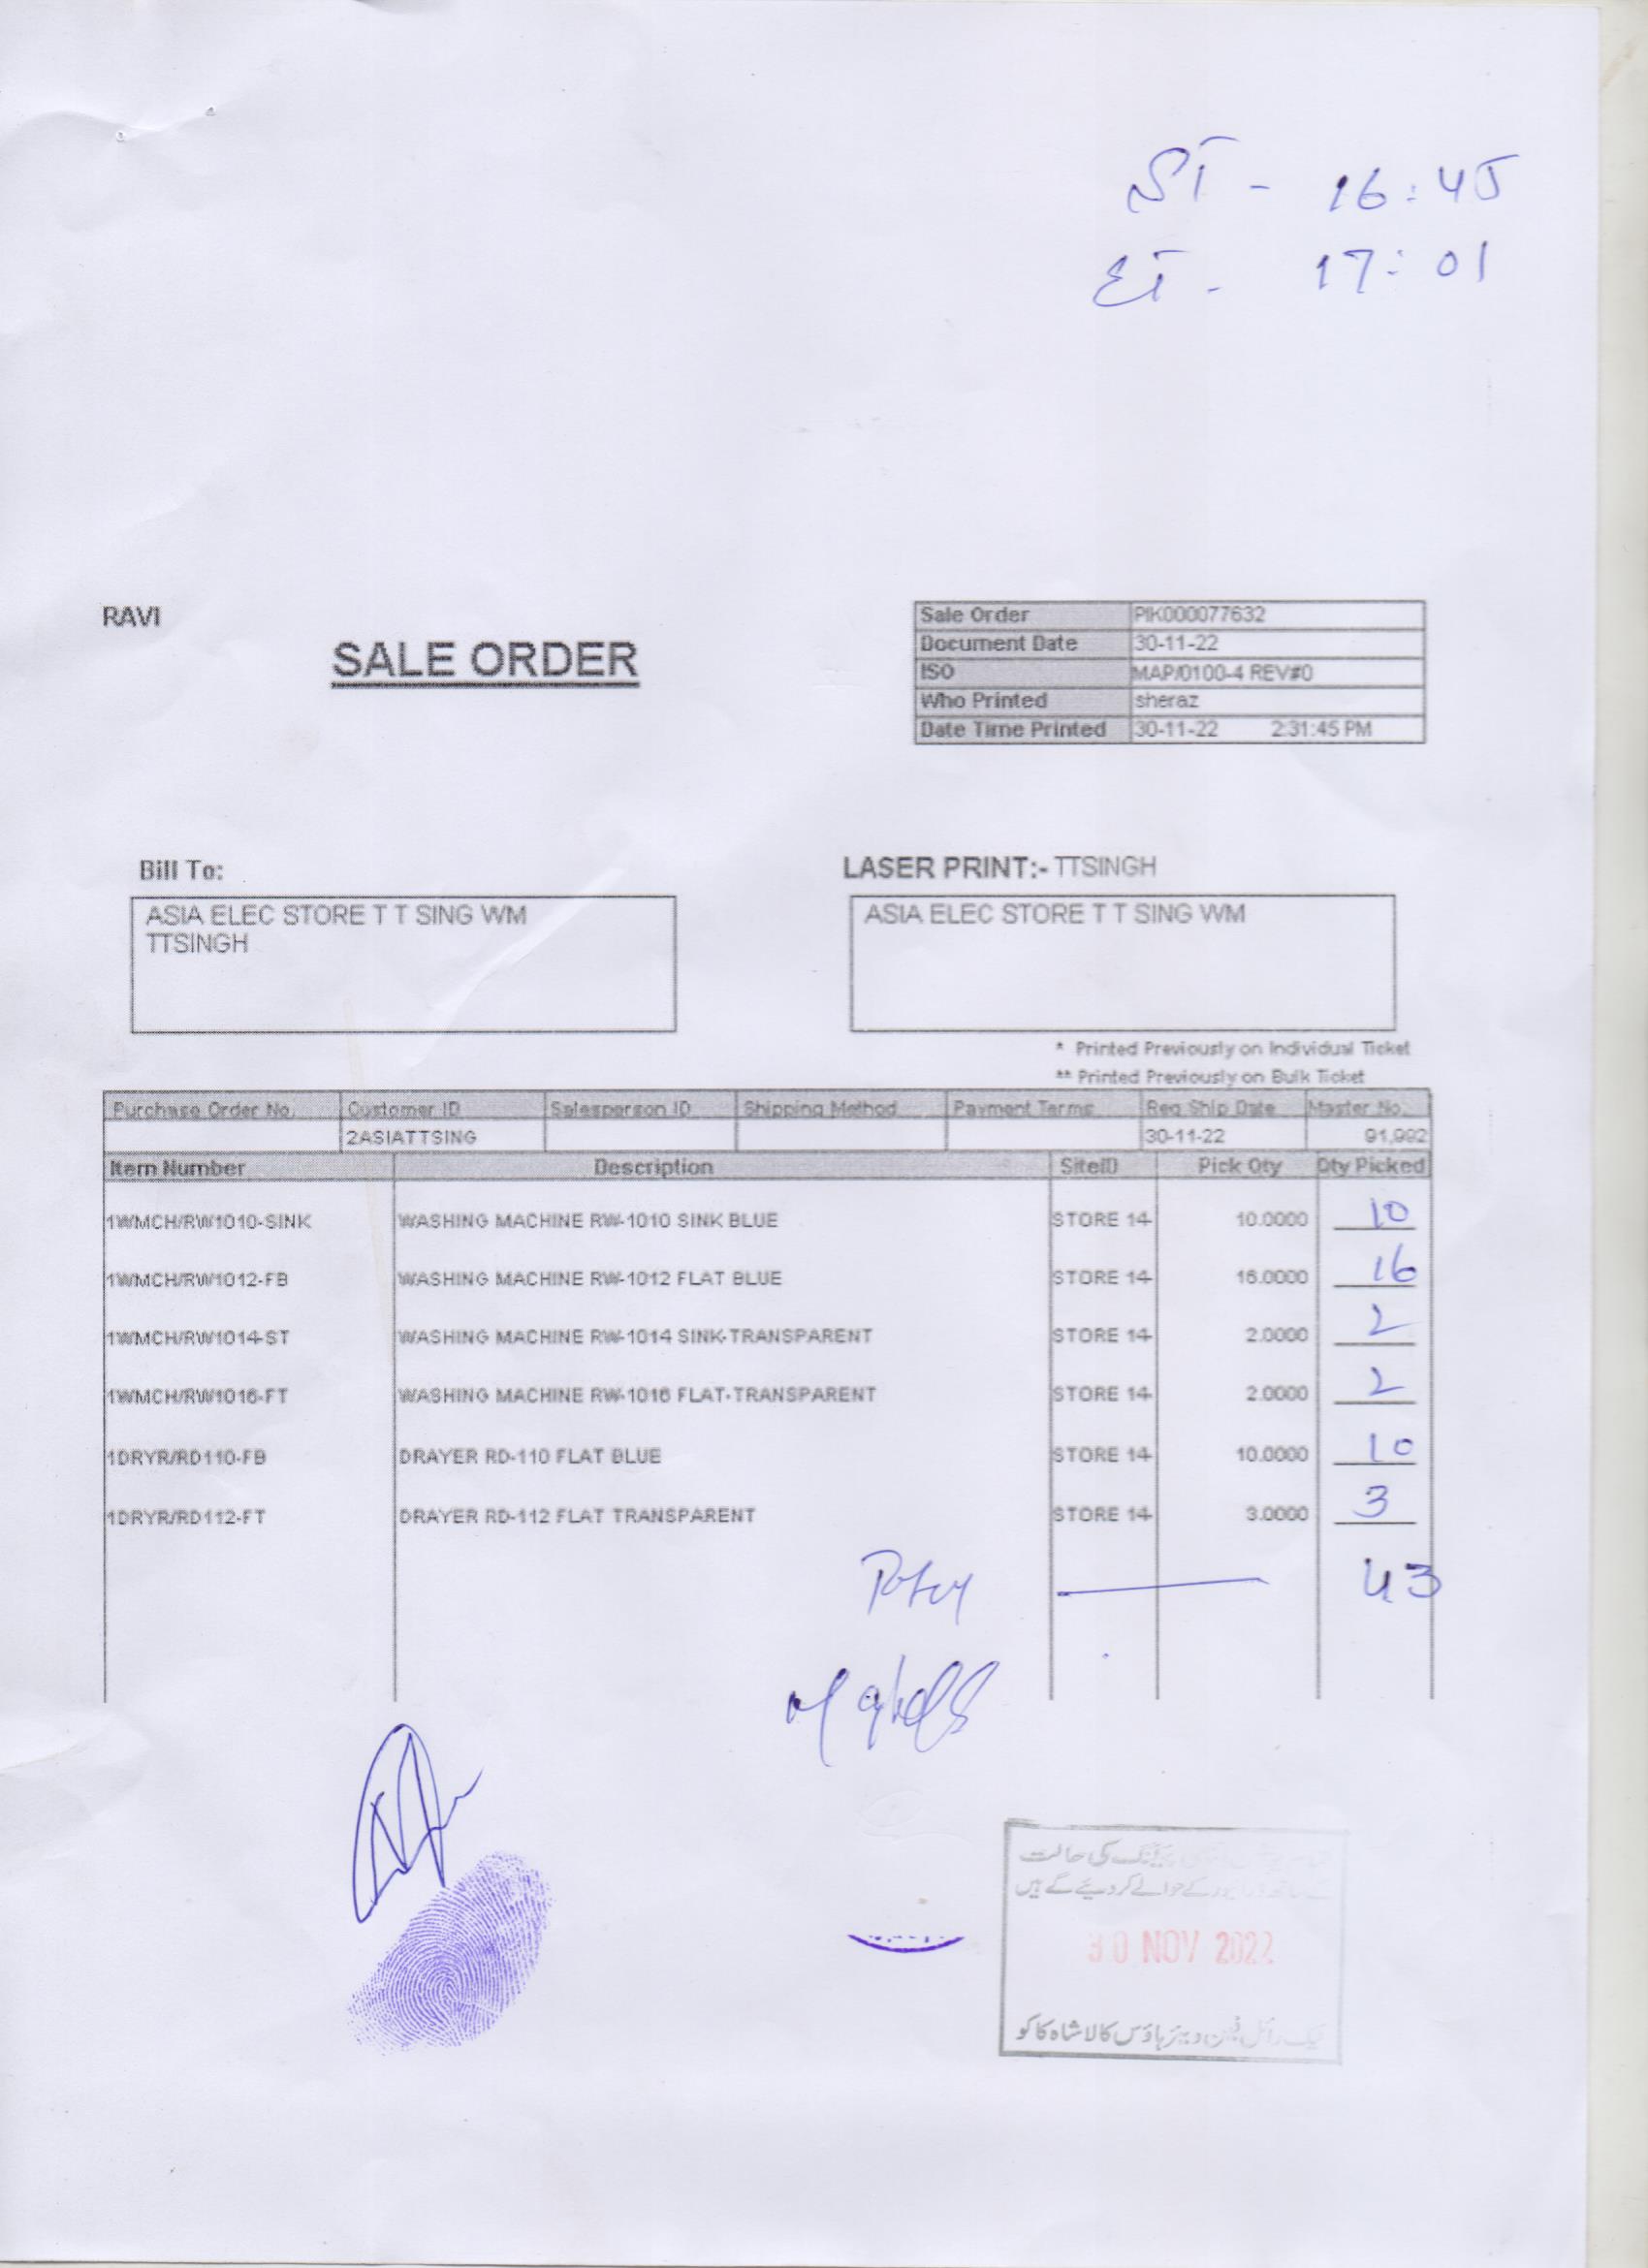 ST - 16:45
ET - 17:01
RAVI
SALE ORDER
Sale Order PIK000077632
Document Date 30-11-22
ISO MAP/0100-4 REV#0
Who Printed sheraz
Date Time Printed 30-11-22 2:31:45 PM
Bill To:
ASIA ELEC STORE T T SING WM
TTSINGH
LASER PRINT:- TTSINGH
ASIA ELEC STORE T T SING WM
* Printed Previously on Individual Ticket
** Printed Previously on Bulk Ticket
Purchase Order No. Customer ID Salesperson ID Shipping Method Payment Terms Req Ship Date Master No.
2ASIATTSING 30-11-22 91,992
Item Number Description SiteID Pick Qty Qty Picked
1WMCH/RW1010-SINK WASHING MACHINE RW-1010 SINK BLUE STORE 14 10.0000 10
1WMCH/RW1012-FB WASHING MACHINE RW-1012 FLAT BLUE STORE 14 16.0000 16
1WMCH/RW1014-ST WASHING MACHINE RW-1014 SINK-TRANSPARENT STORE 14 2.0000 2
1WMCH/RW1016-FT WASHING MACHINE RW-1016 FLAT-TRANSPARENT STORE 14 2.0000 2
1DRYR/RD110-FB DRAYER RD-110 FLAT BLUE STORE 14 10.0000 10
1DRYR/RD112-FT DRAYER RD-112 FLAT TRANSPARENT STORE 14 3.0000 3
43
کی حالت
کے حوالے کر دیئے گے ہیں
30 NOV 2022
ویئر ہاؤس کالا شاہ کاکو